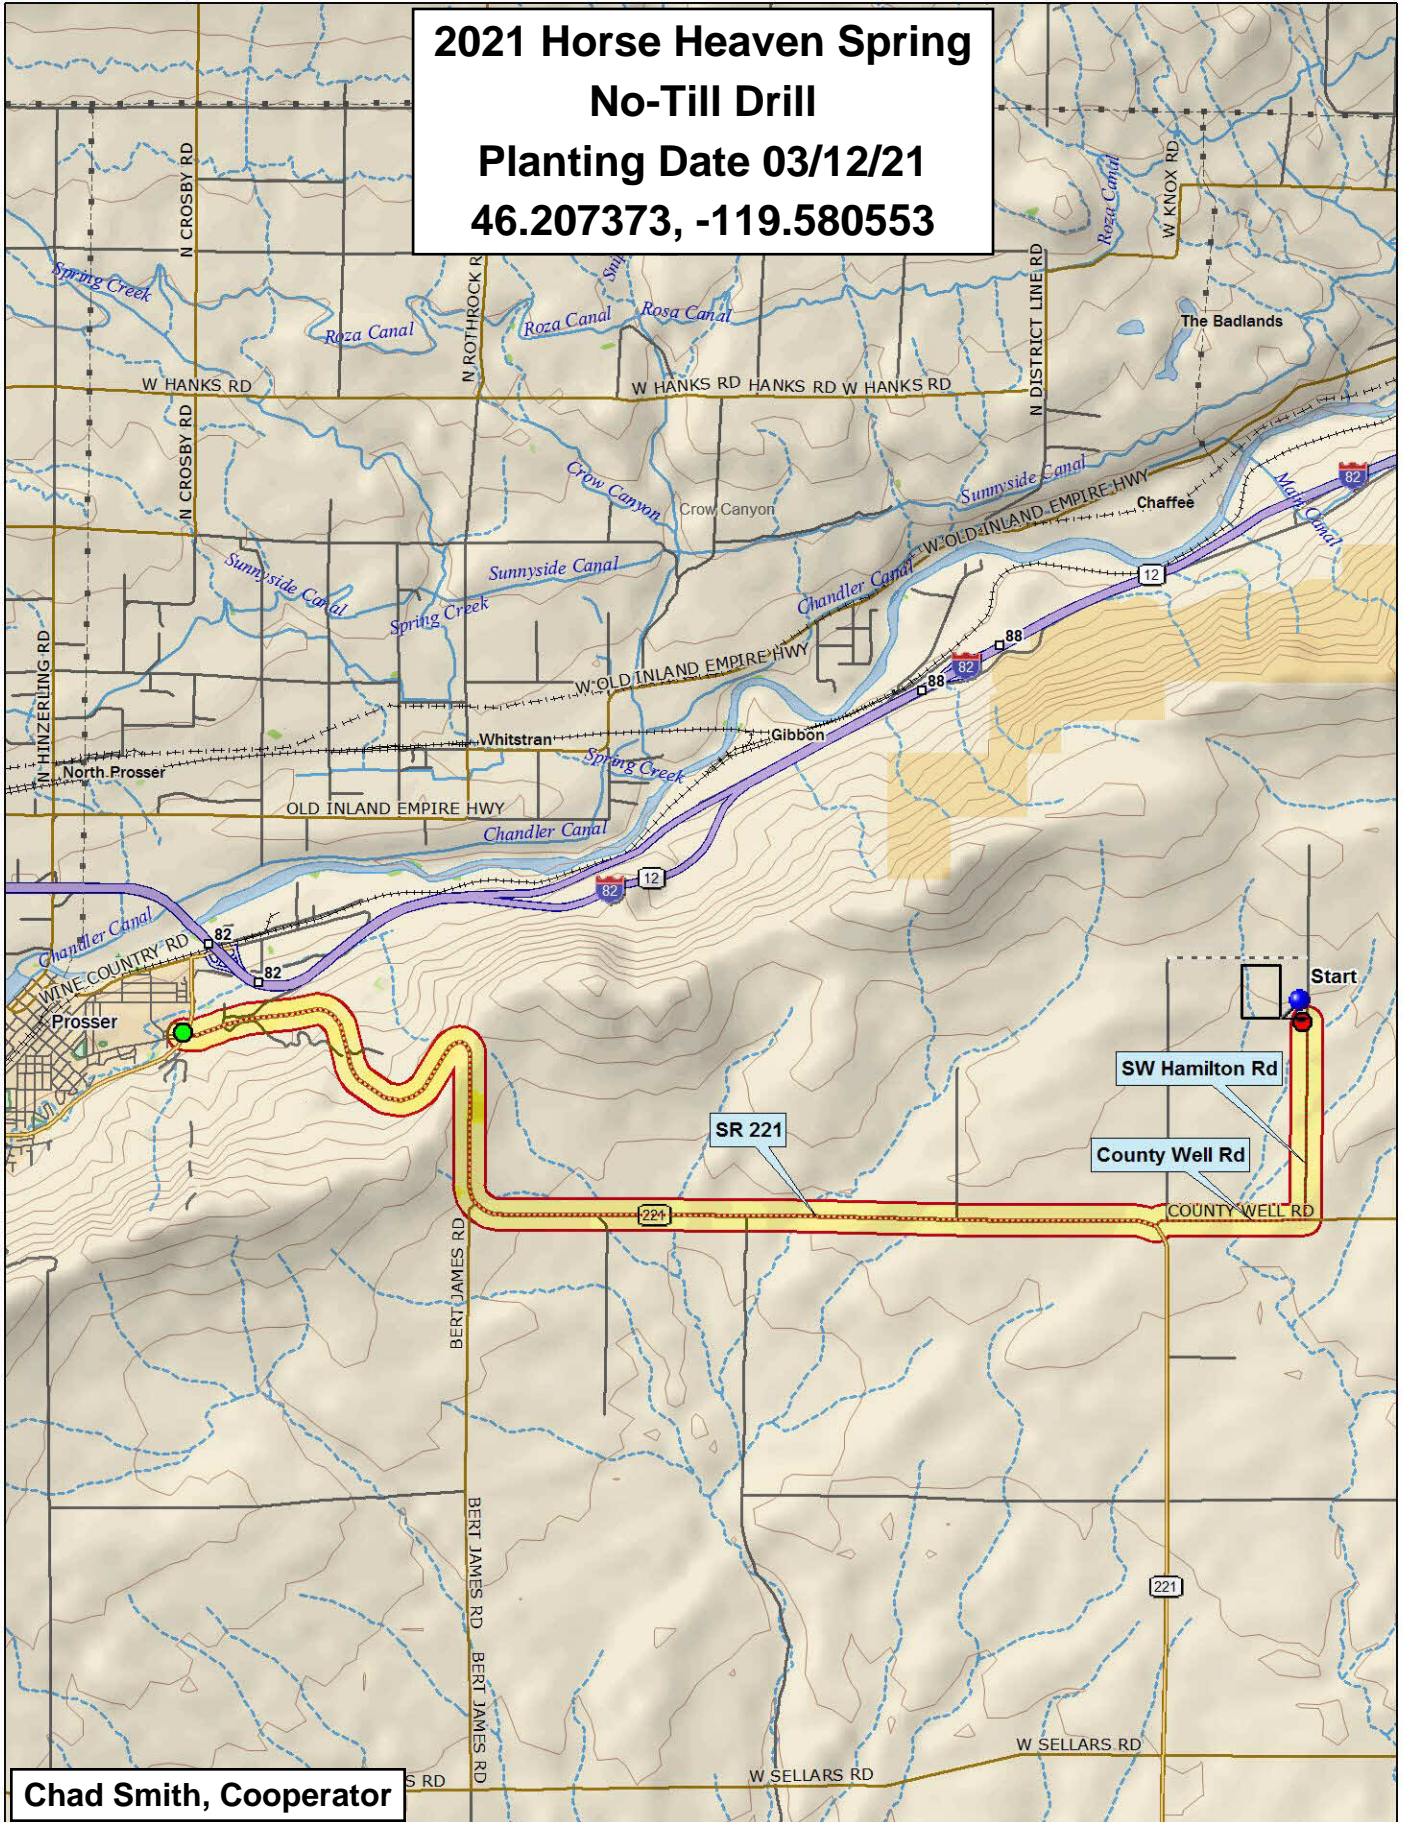 2021 Horse Heaven Spring
No-Till Drill
Planting Date 03/12/21
46.207373, -119.580553
N CROSBY RD
Roza Canal
W KNOX RD
Spring Creek
N ROTHROCK R
Roza Canal
Roza Canal
Rosa Canal
N DISTRICT LINE RD
The Badlands
W HANKS RD
W HANKS RD HANKS RD W HANKS RD
N CROSBY RD
Crow Canyon
Crow Canyon
Sunnyside Canal
W OLD INLAND EMPIRE HWY
Chaffee
Main Canal
82
Sunnyside Canal
Sunnyside Canal
Spring Creek
Chandler Canal
12
N HINZERLING RD
88
82
88
W OLD INLAND EMPIRE HWY
Whitstran
Gibbon
North Prosser
Spring Creek
OLD INLAND EMPIRE HWY
Chandler Canal
82
12
Chandler Canal
82
WINE COUNTRY RD
82
Prosser
Start
SW Hamilton Rd
SR 221
County Well Rd
221
COUNTY WELL RD
BERT JAMES RD
BERT JAMES RD
221
BERT JAMES RD
W SELLARS RD
S RD
W SELLARS RD
Chad Smith, Cooperator